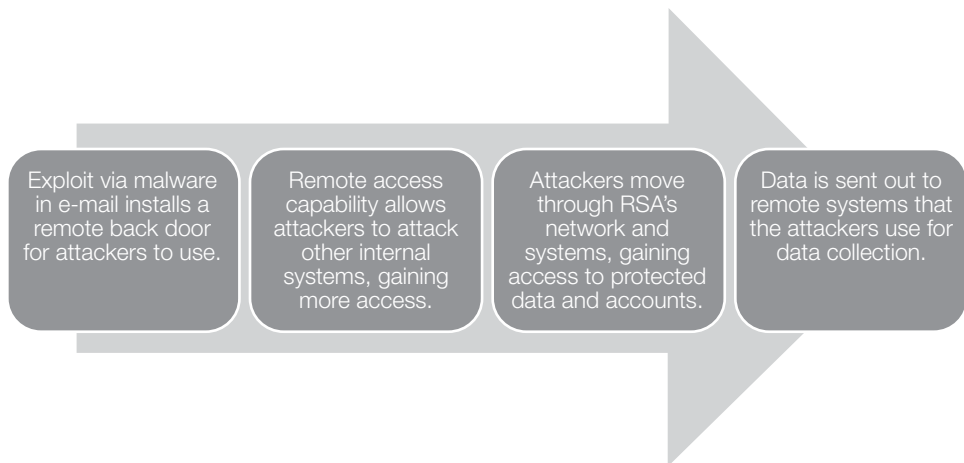 Exploit via malware
in e-mail installs a
remote back door
for attackers to use.
Remote access
capability allows
attackers to attack
other internal
systems, gaining
more access.
Attackers move
through RSA's
network and
systems, gaining
access to protected
data and accounts.
Data is sent out to
remote systems that
the attackers use for
data collection.